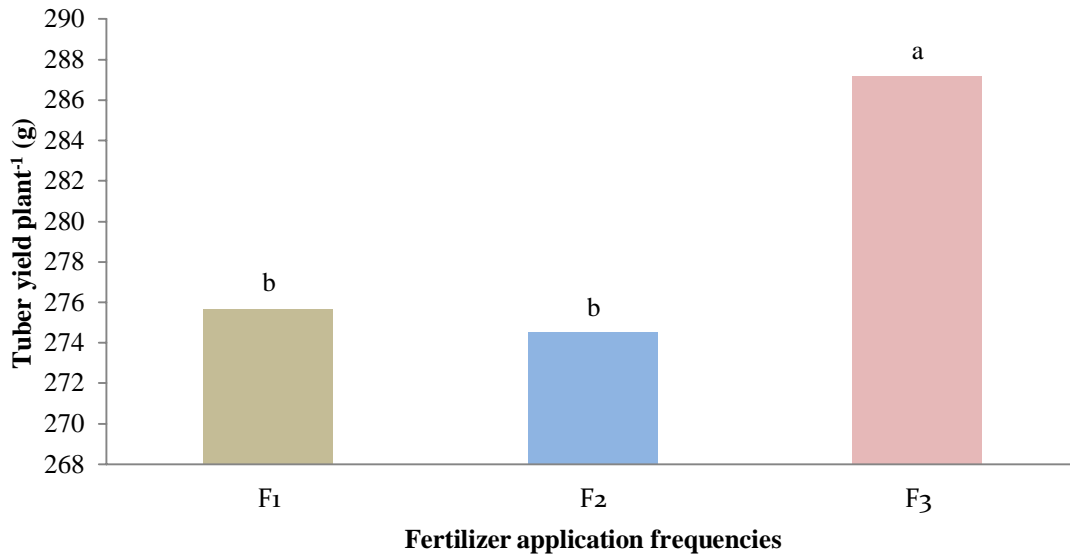 290
288
286
284
282
280
278
276
274
272
270
268
Tuber yield plant⁻¹ (g)
b
b
a
F1
F2
F3
Fertilizer application frequencies